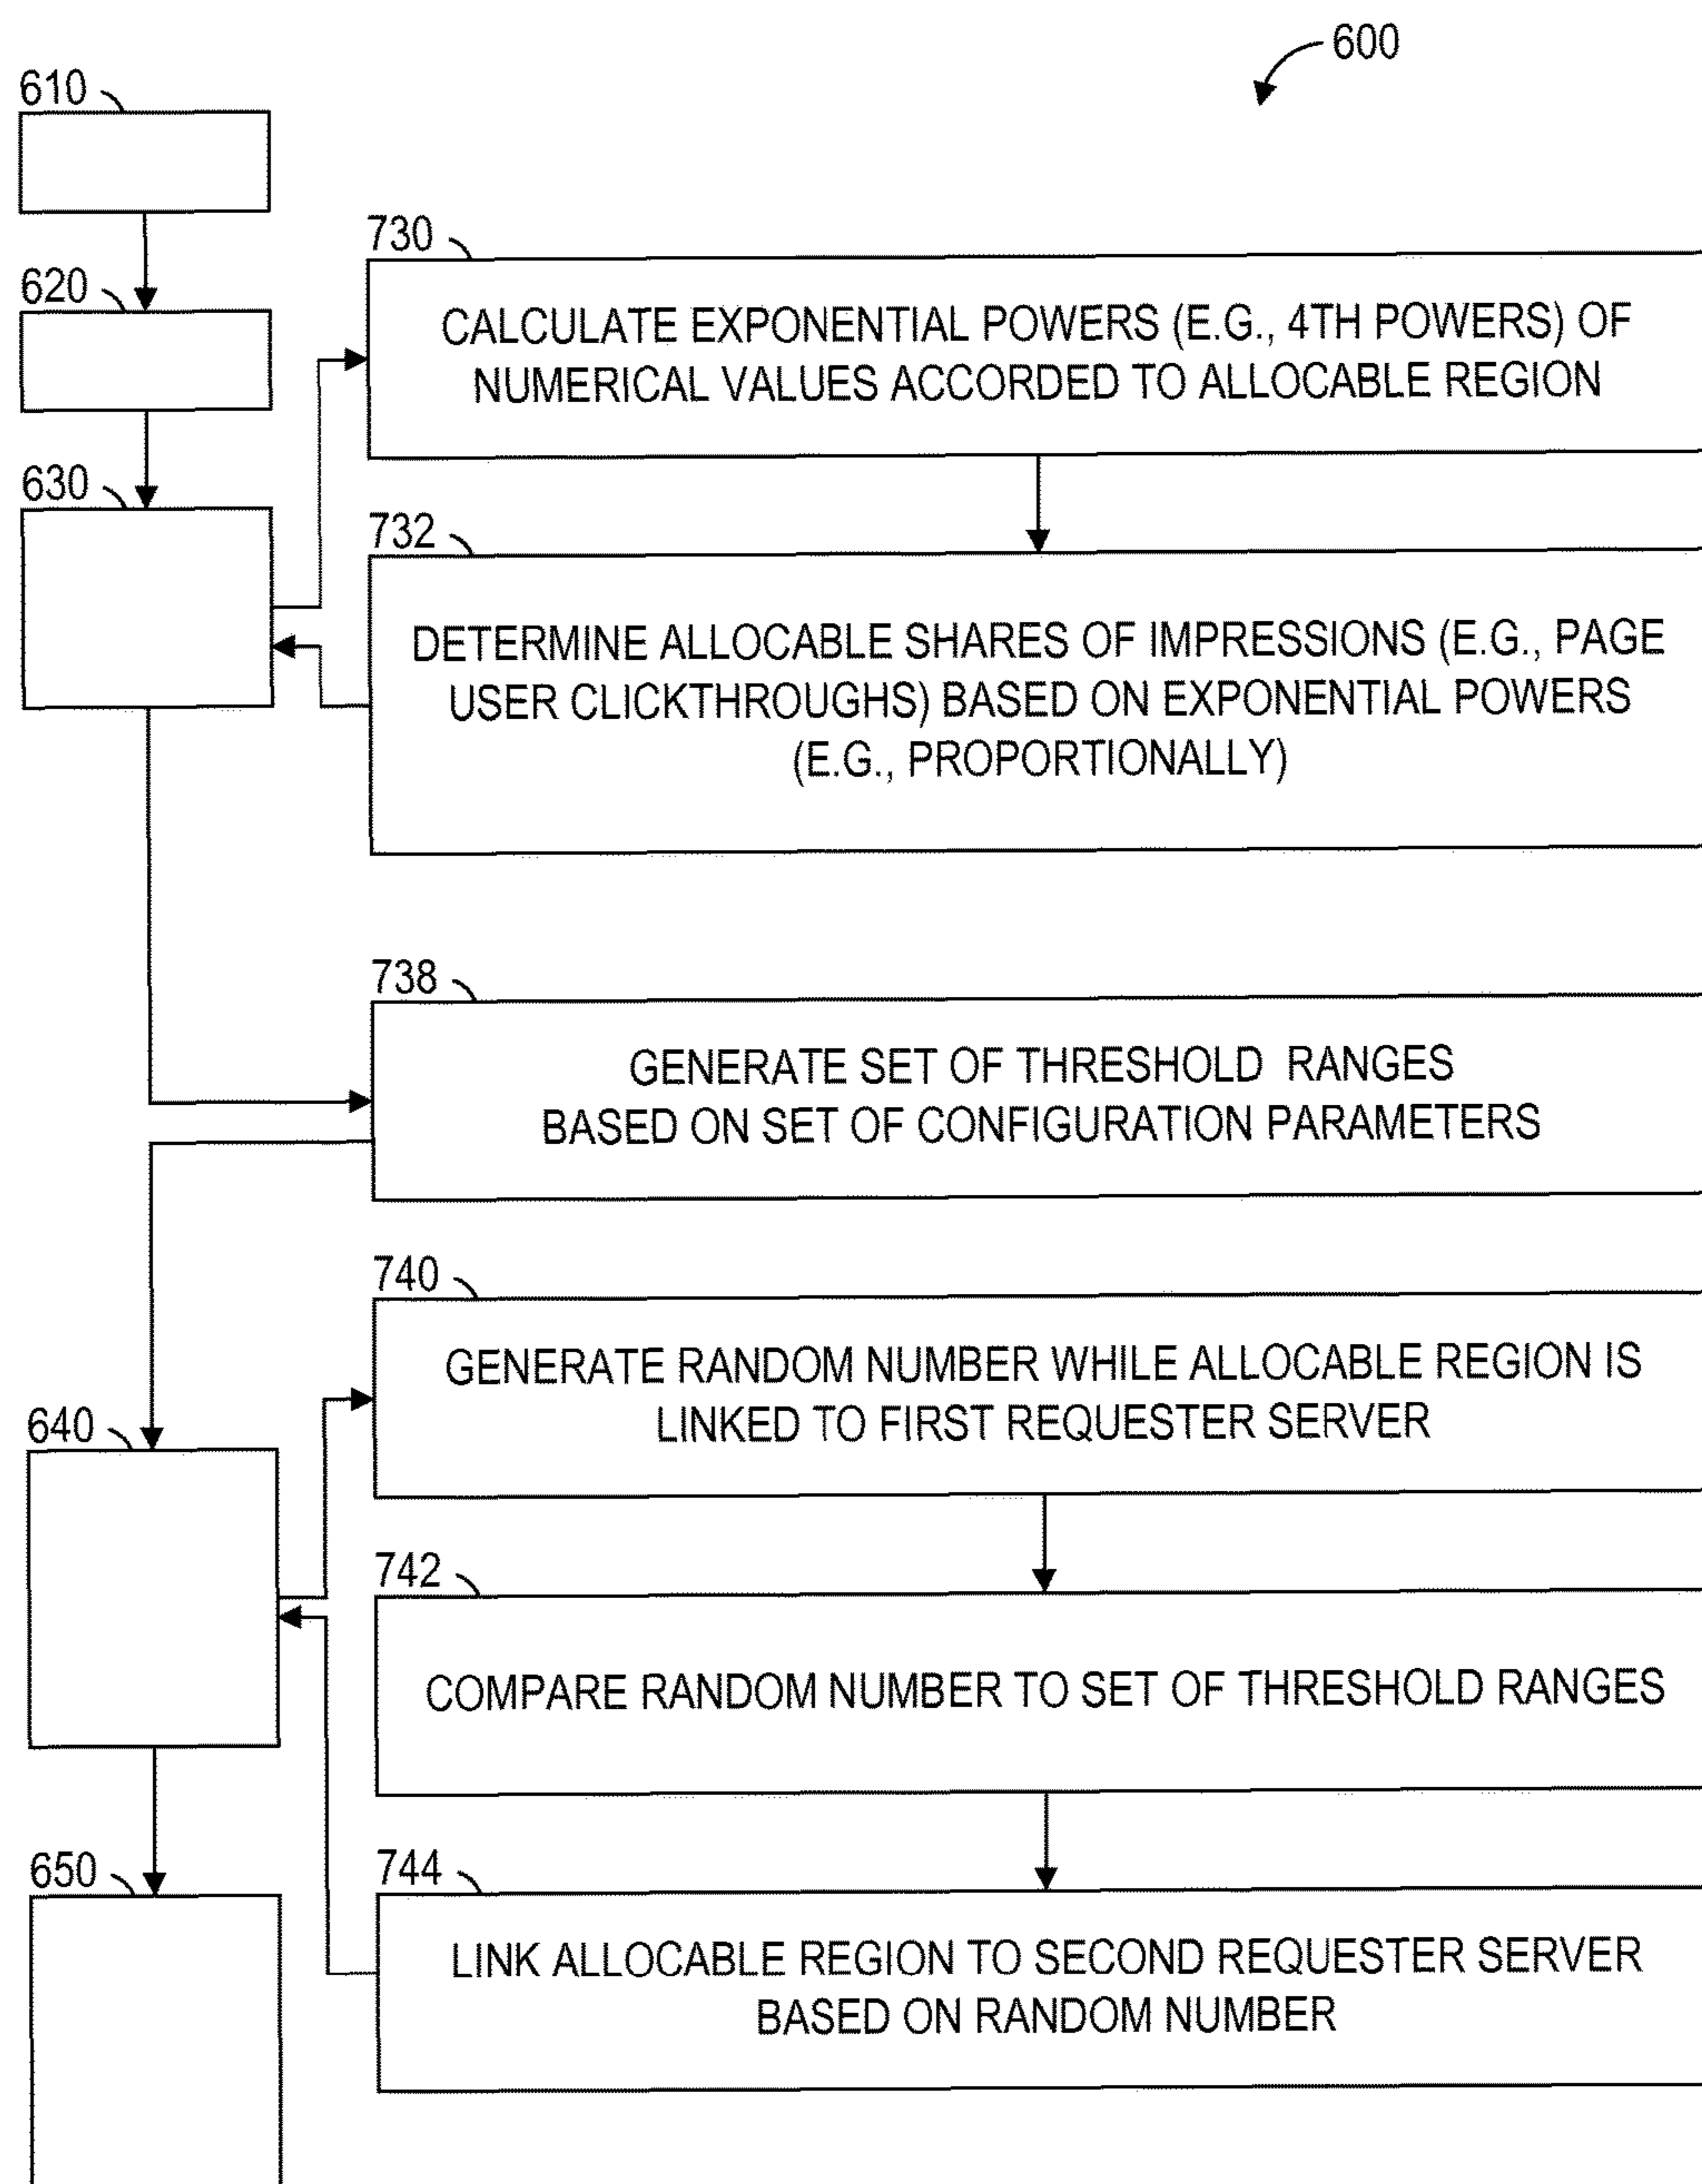 600
610
730
CALCULATE EXPONENTIAL POWERS (E.G., 4TH POWERS) OF
NUMERICAL VALUES ACCORDED TO ALLOCABLE REGION
620
630
732
DETERMINE ALLOCABLE SHARES OF IMPRESSIONS (E.G., PAGE
USER CLICKTHROUGHS) BASED ON EXPONENTIAL POWERS
(E.G., PROPORTIONALLY)
738
GENERATE SET OF THRESHOLD RANGES
BASED ON SET OF CONFIGURATION PARAMETERS
740
GENERATE RANDOM NUMBER WHILE ALLOCABLE REGION IS
LINKED TO FIRST REQUESTER SERVER
640
742
COMPARE RANDOM NUMBER TO SET OF THRESHOLD RANGES
650
744
LINK ALLOCABLE REGION TO SECOND REQUESTER SERVER
BASED ON RANDOM NUMBER